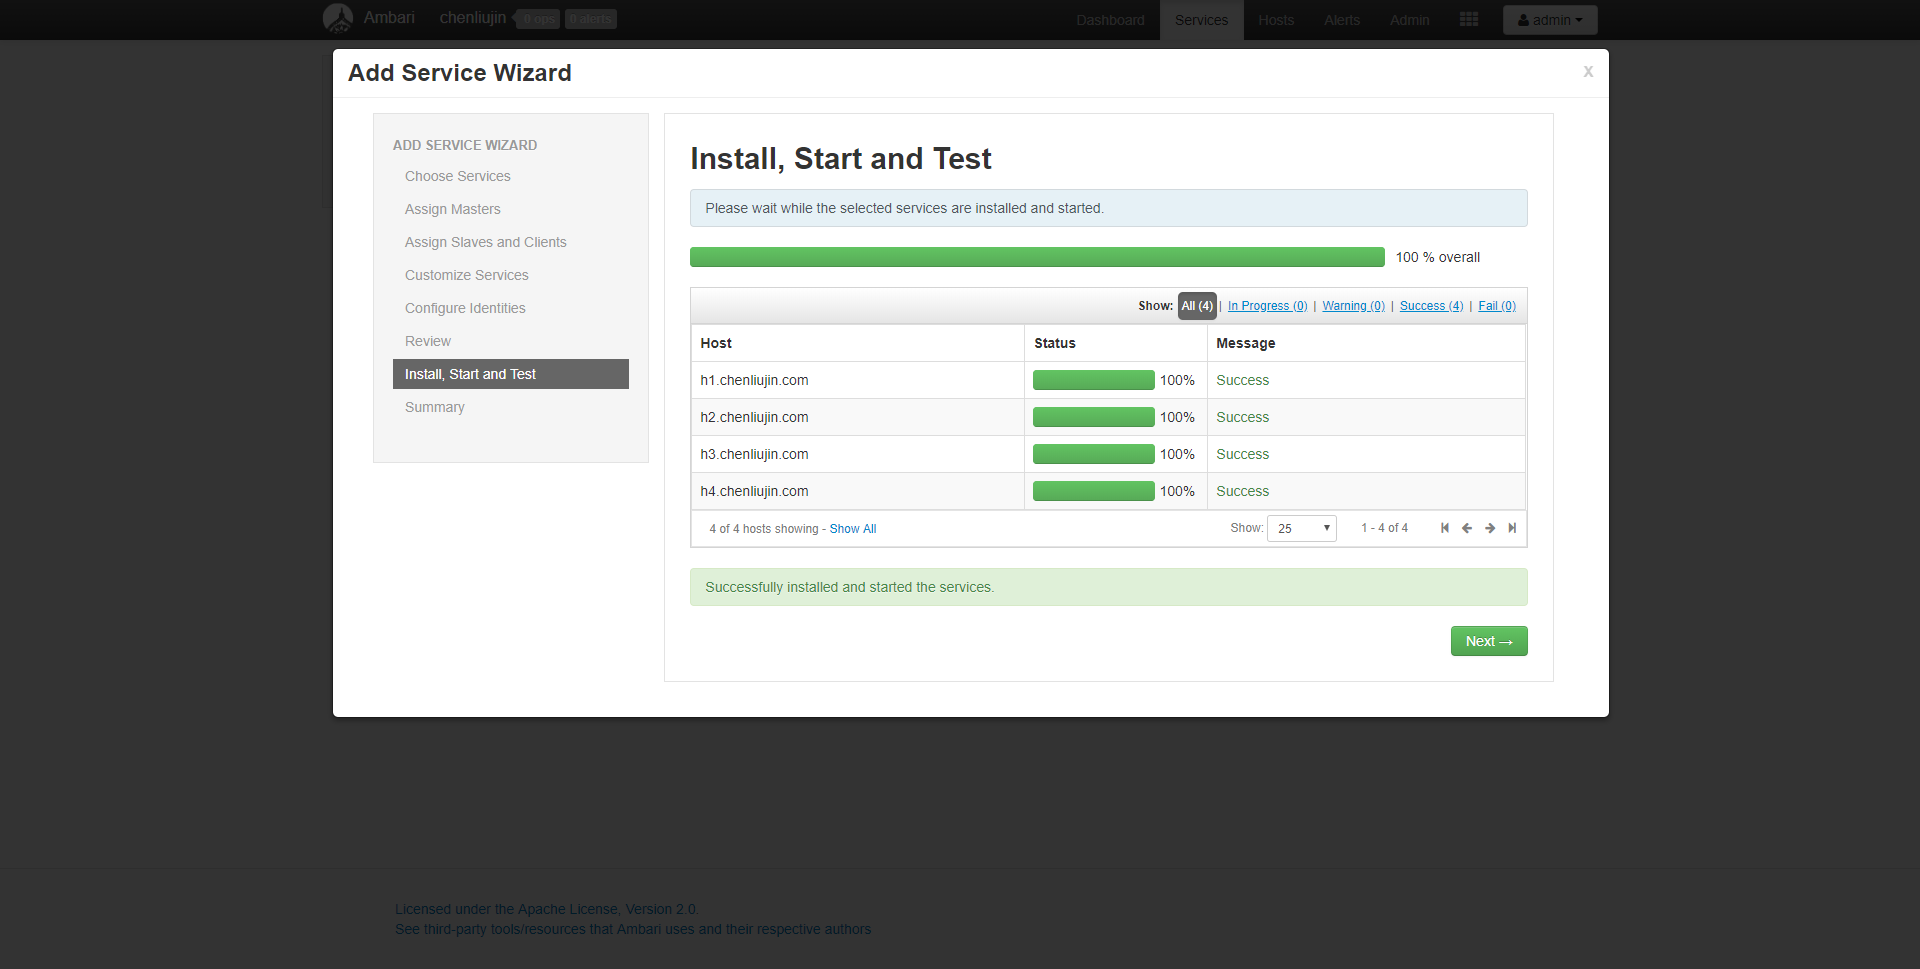 Ambari chenliujin 0 ops 0 alerts Dashboard Services Hosts Alerts Admin admin
Add Service Wizard x
ADD SERVICE WIZARD
Choose Services
Assign Masters
Assign Slaves and Clients
Customize Services
Configure Identities
Review
Install, Start and Test
Summary
Install, Start and Test
Please wait while the selected services are installed and started.
100 % overall
Show: All (4) | In Progress (0) | Warning (0) | Success (4) | Fail (0)
Host Status Message
h1.chenliujin.com 100% Success
h2.chenliujin.com 100% Success
h3.chenliujin.com 100% Success
h4.chenliujin.com 100% Success
4 of 4 hosts showing - Show All Show: 25 1 - 4 of 4
Successfully installed and started the services.
Next →
Licensed under the Apache License, Version 2.0.
See third-party tools/resources that Ambari uses and their respective authors